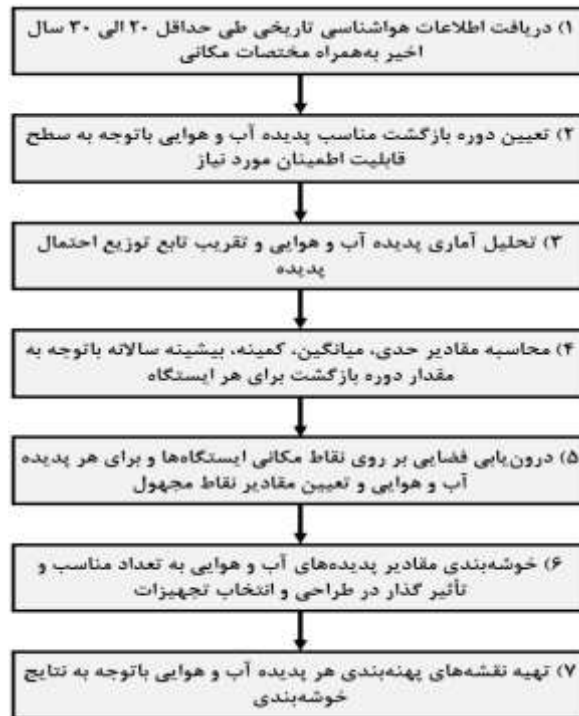 ۱) دریافت اطلاعات هواشناسی تاریخی طی حداقل ۲۰ الی ۳۰ سال
اخیر به‌همراه مختصات مکانی
۲) تعیین دوره بازگشت مناسب پدیده آب و هوایی باتوجه به سطح
قابلیت اطمینان مورد نیاز
۳) تحلیل آماری پدیده آب و هوایی و تقریب تابع توزیع احتمال
پدیده
۴) محاسبه مقادیر حدی، میانگین، کمینه، بیشینه سالانه باتوجه به
مقدار دوره بازگشت برای هر ایستگاه
۵) درون‌یابی فضایی بر روی نقاط مکانی ایستگاه‌ها و برای هر پدیده
آب و هوایی و تعیین مقادیر نقاط مجهول
۶) خوشه‌بندی مقادیر پدیده‌های آب و هوایی به تعداد مناسب و
تأثیر گذار در طراحی و انتخاب تجهیزات
۷) تهیه نقشه‌های پهنه‌بندی هر پدیده آب و هوایی باتوجه به نتایج
خوشه‌بندی